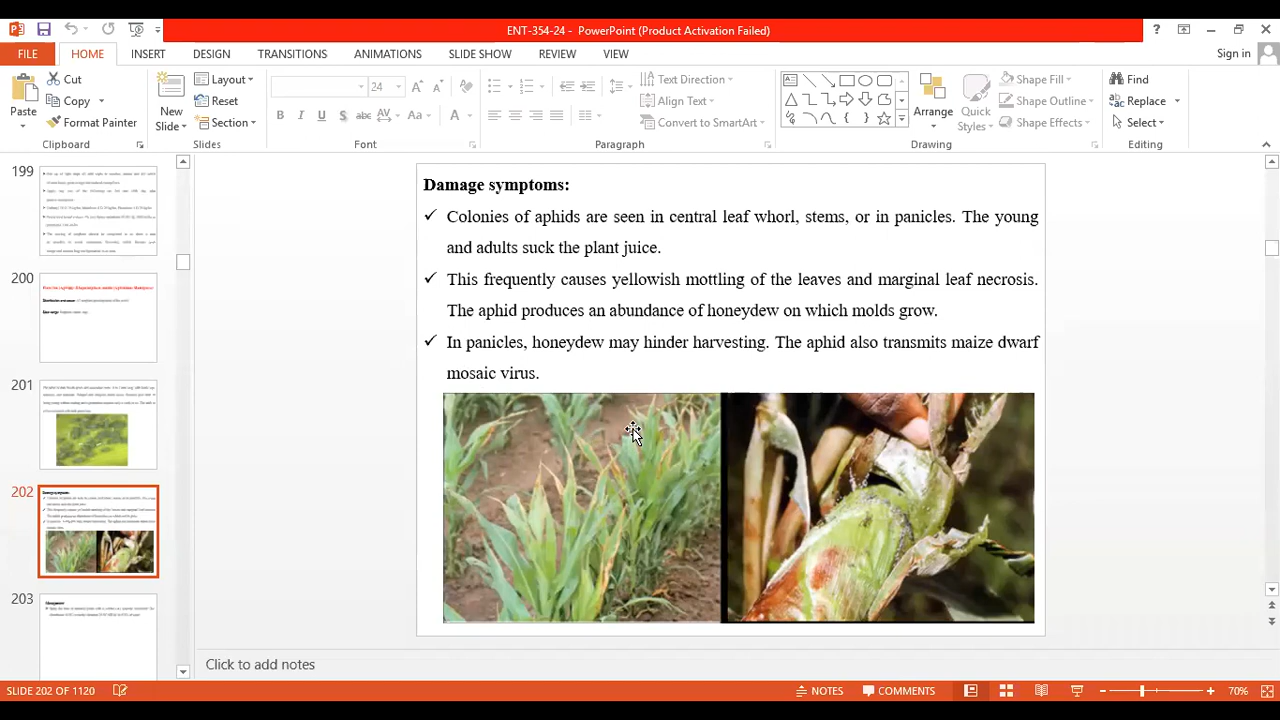 ENT-354-24 - PowerPoint (Product Activation Failed)
FILE HOME INSERT DESIGN TRANSITIONS ANIMATIONS SLIDE SHOW REVIEW VIEW Sign in
Cut
Copy
Format Painter
Paste
Clipboard
New
Slide
Layout
Reset
Section
Slides
24
B I U S abc AV Aa A
Font
Text Direction
Align Text
Convert to SmartArt
Paragraph
Arrange
Quick
Styles
Shape Fill
Shape Outline
Shape Effects
Drawing
Find
Replace
Select
Editing
199
200
201
202
203
Damage symptoms:
✓ Colonies of aphids are seen in central leaf whorl, stems, or in panicles. The young
and adults suck the plant juice.
✓ This frequently causes yellowish mottling of the leaves and marginal leaf necrosis.
The aphid produces an abundance of honeydew on which molds grow.
✓ In panicles, honeydew may hinder harvesting. The aphid also transmits maize dwarf
mosaic virus.
Click to add notes
SLIDE 202 OF 1120 NOTES COMMENTS 70%